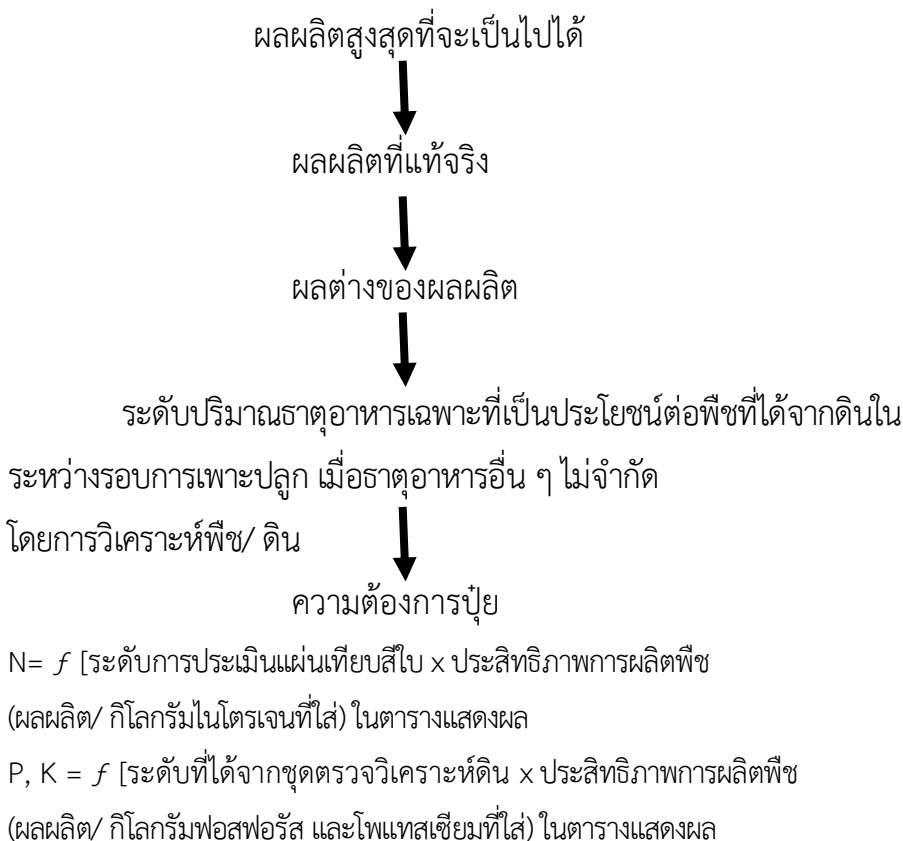 ผลผลิตสูงสุดที่จะเป็นไปได้
ผลผลิตที่แท้จริง
ผลต่างของผลผลิต
ระดับปริมาณธาตุอาหารเฉพาะที่เป็นประโยชน์ต่อพืชที่ได้จากดินใน
ระหว่างรอบการเพาะปลูก เมื่อธาตุอาหารอื่น ๆ ไม่จำกัด
โดยการวิเคราะห์พืช/ ดิน
ความต้องการปุ๋ย
N= ƒ [ระดับการประเมินแผ่นเทียบสีใบ x ประสิทธิภาพการผลิตพืช
(ผลผลิต/ กิโลกรัมไนโตรเจนที่ใส่) ในตารางแสดงผล
P, K = ƒ [ระดับที่ได้จากชุดตรวจวิเคราะห์ดิน x ประสิทธิภาพการผลิตพืช
(ผลผลิต/ กิโลกรัมฟอสฟอรัส และโพแทสเซียมที่ใส่) ในตารางแสดงผล